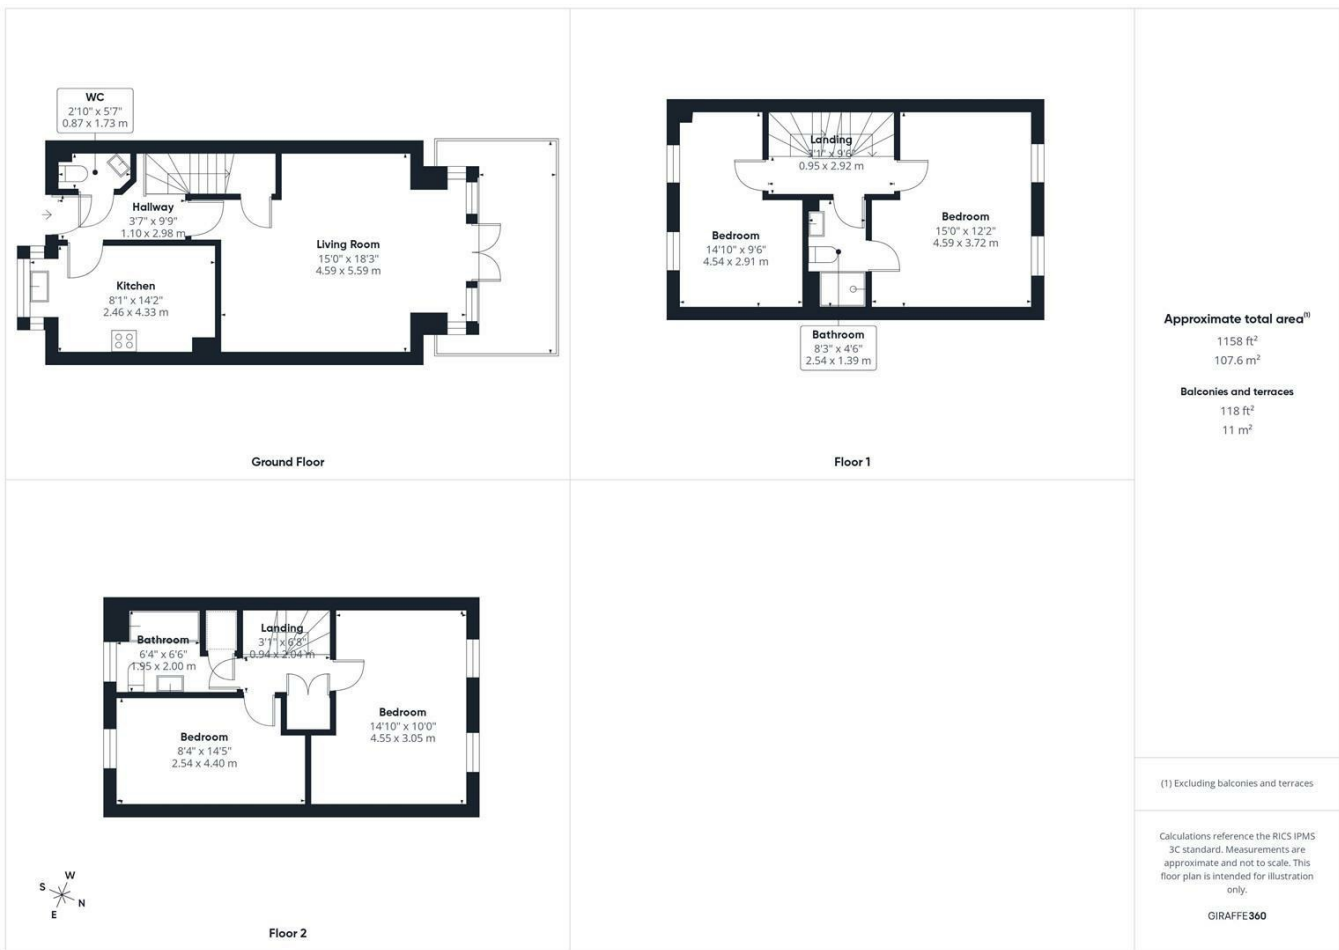 WC
2'10" x 5'7"
0.87 x 1.73 m
Hallway
3'7" x 9'9"
1.10 x 2.98 m
Living Room
15'0" x 18'3"
4.59 x 5.59 m
Kitchen
8'1" x 14'2"
2.46 x 4.33 m
Ground Floor
Landing
3'1" x 9'6"
0.95 x 2.92 m
Bedroom
15'0" x 12'2"
4.59 x 3.72 m
Bedroom
14'10" x 9'6"
4.54 x 2.91 m
Bathroom
8'3" x 4'6"
2.54 x 1.39 m
Floor 1
Bathroom
6'4" x 6'6"
1.95 x 2.00 m
Landing
3'1" x 6'8"
0.94 x 2.04 m
Bedroom
14'10" x 10'0"
4.55 x 3.05 m
Bedroom
8'4" x 14'5"
2.54 x 4.40 m
W
S
N
E
Floor 2
Approximate total area⁽¹⁾
1158 ft²
107.6 m²
Balconies and terraces
118 ft²
11 m²
(1) Excluding balconies and terraces
Calculations reference the RICS IPMS
3C standard. Measurements are
approximate and not to scale. This
floor plan is intended for illustration
only.
GIRAFFE360